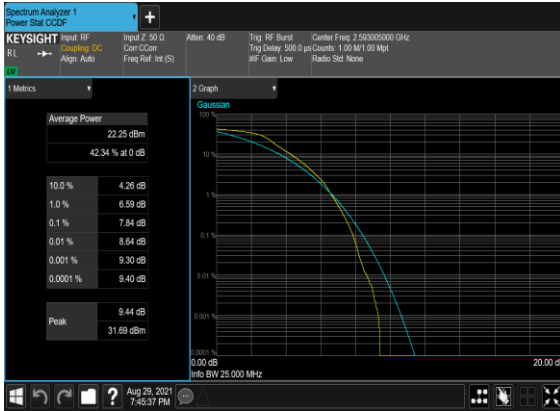 Spectrum Analyzer 1
Power Stat CCDF
KEYSIGHT
RL
Input: RF
Coupling: DC
Align: Auto
Input Z: 50 Ω
Corr CCorr
Freq Ref: Int (S)
Atten: 40 dB
Trig: RF Burst
Trig Delay: 500.0 µs
#IF Gain: Low
Center Freq: 2.593005000 GHz
Counts: 1.00 M/1.00 Mpt
Radio Std: None
1 Metrics
Average Power
22.25 dBm
42.34 % at 0 dB
10.0 % 4.26 dB
1.0 % 6.59 dB
0.1 % 7.84 dB
0.01 % 8.64 dB
0.001 % 9.30 dB
0.0001 % 9.40 dB
Peak
9.44 dB
31.69 dBm
2 Graph
Gaussian
100 %
10 %
1 %
0.1 %
0.01 %
0.001 %
0.0001 %
0.00 dB
20.00 d
Info BW 25.000 MHz
?
Aug 29, 2021
7:45:37 PM